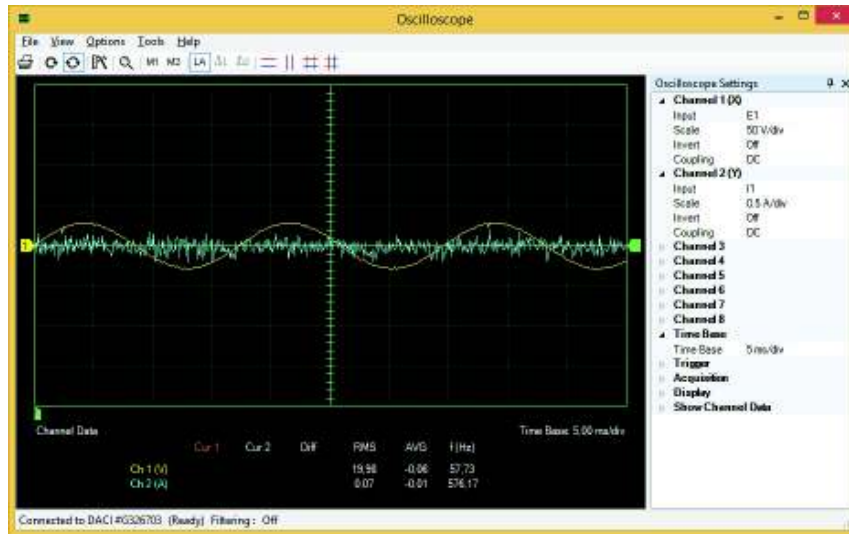 Oscilloscope
File View Options Tools Help
M1 M2 LA
Oscilloscope Settings
Channel 1 (X)
Input E1
Scale 50 V/div
Invert Off
Coupling DC
Channel 2 (Y)
Input I1
Scale 0.5 A/div
Invert Off
Coupling DC
Channel 3
Channel 4
Channel 5
Channel 6
Channel 7
Channel 8
Time Base
Time Base 5 ms/div
Trigger
Acquisition
Display
Show Channel Data
1
Channel Data
Time Base: 5,00 ms/div
Cur 1 Cur 2 Diff RMS AVG f (Hz)
Ch 1 (V) 19,98 -0,06 57,73
Ch 2 (A) 0,07 -0,01 576,17
Connected to DACI #G326703 (Ready) Filtering : Off